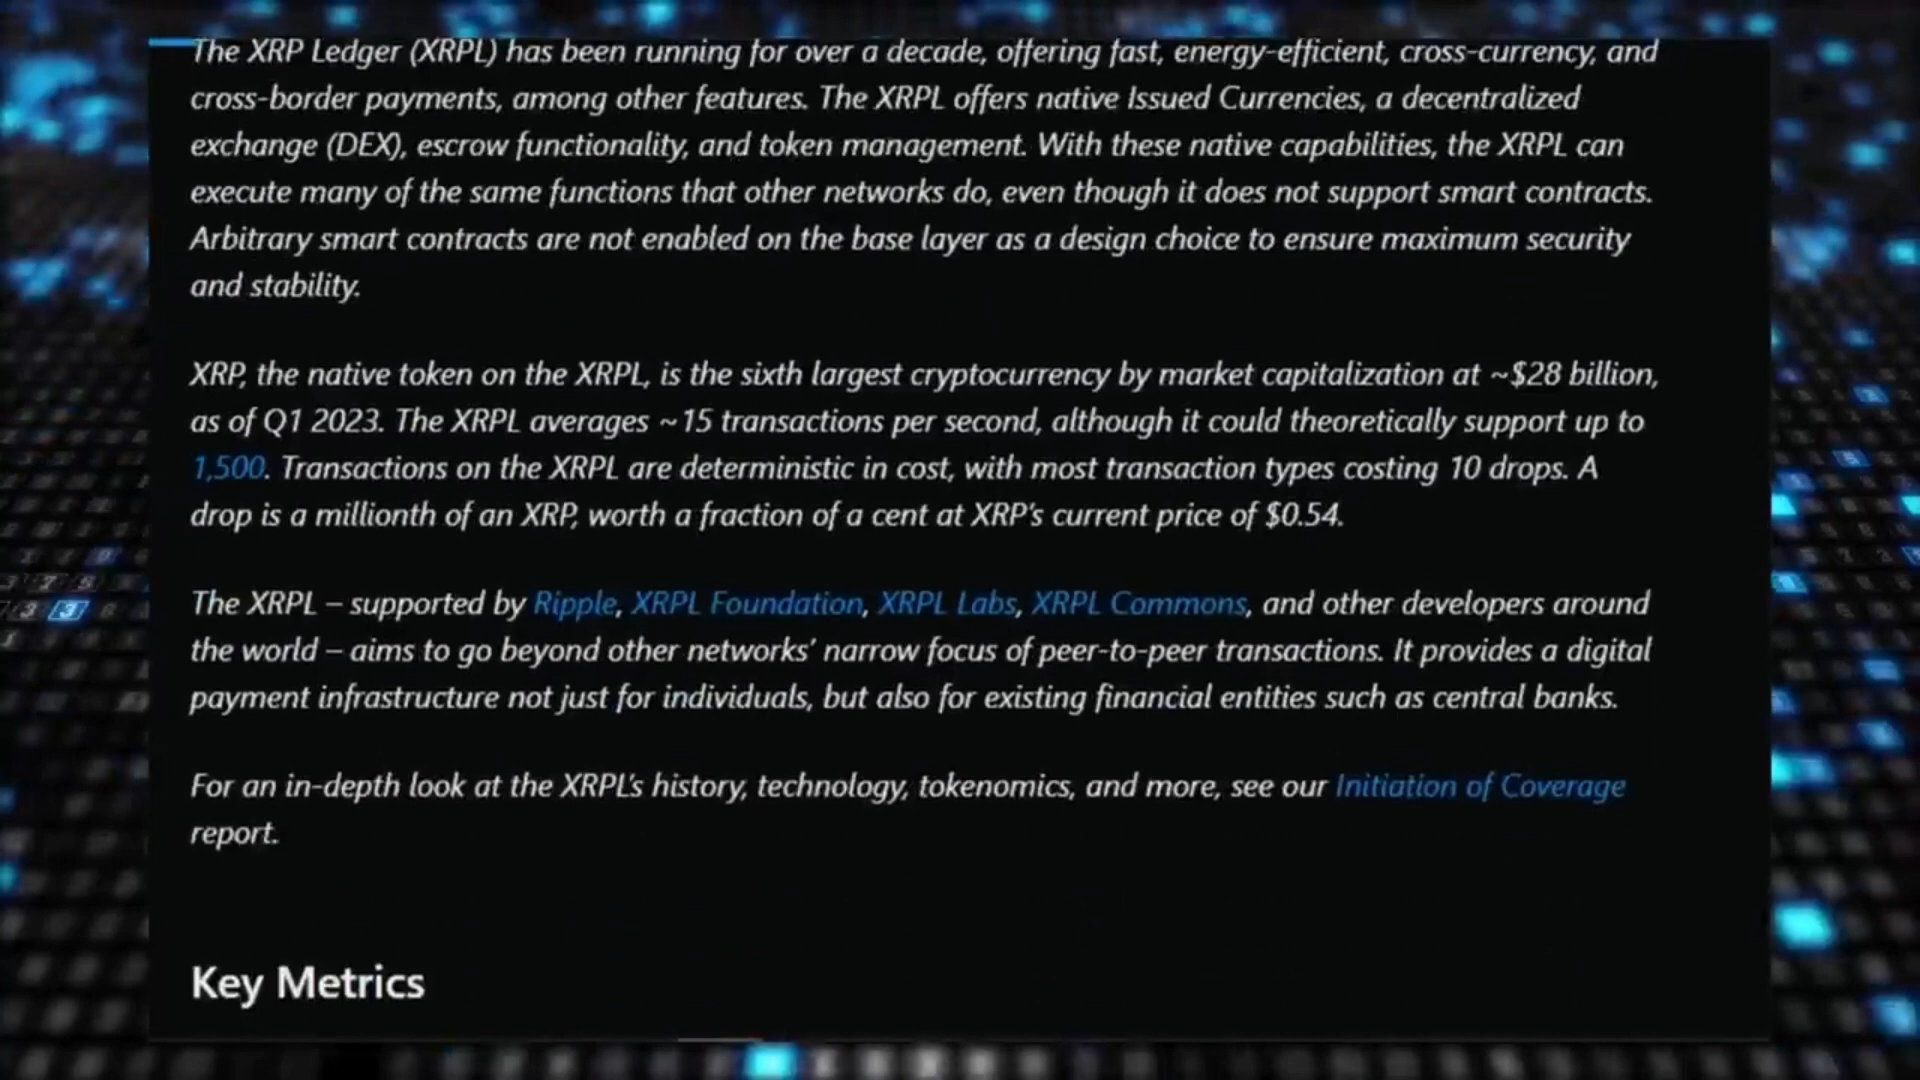 The XRP Ledger (XRPL) has been running for over a decade, offering fast, energy-efficient, cross-currency, and
cross-border payments, among other features. The XRPL offers native Issued Currencies, a decentralized
exchange (DEX), escrow functionality, and token management. With these native capabilities, the XRPL can
execute many of the same functions that other networks do, even though it does not support smart contracts.
Arbitrary smart contracts are not enabled on the base layer as a design choice to ensure maximum security
and stability.
XRP, the native token on the XRPL, is the sixth largest cryptocurrency by market capitalization at ~$28 billion,
as of Q1 2023. The XRPL averages ~15 transactions per second, although it could theoretically support up to
1,500. Transactions on the XRPL are deterministic in cost, with most transaction types costing 10 drops. A
drop is a millionth of an XRP, worth a fraction of a cent at XRP's current price of $0.54.
The XRPL – supported by Ripple, XRPL Foundation, XRPL Labs, XRPL Commons, and other developers around
the world – aims to go beyond other networks' narrow focus of peer-to-peer transactions. It provides a digital
payment infrastructure not just for individuals, but also for existing financial entities such as central banks.
For an in-depth look at the XRPL's history, technology, tokenomics, and more, see our Initiation of Coverage
report.
Key Metrics